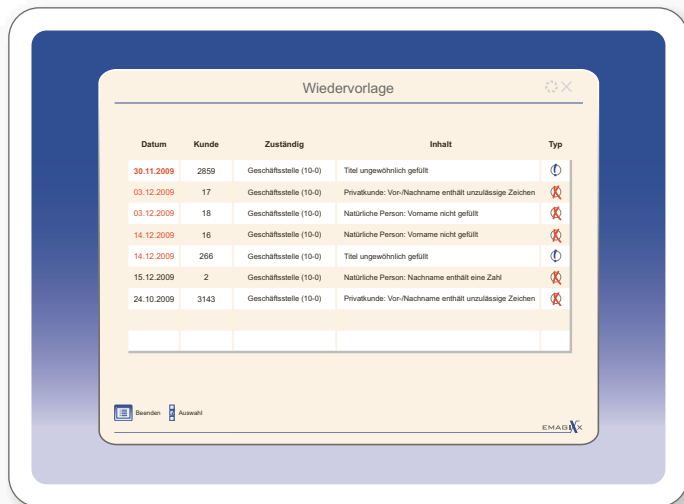 Wiedervorlage
Datum Kunde Zuständig Inhalt Typ
30.11.2009 2859 Geschäftsstelle (10-0) Titel ungewöhnlich gefüllt
03.12.2009 17 Geschäftsstelle (10-0) Privatkunde: Vor-/Nachname enthält unzulässige Zeichen
03.12.2009 18 Geschäftsstelle (10-0) Natürliche Person: Vorname nicht gefüllt
14.12.2009 16 Geschäftsstelle (10-0) Natürliche Person: Vorname nicht gefüllt
14.12.2009 266 Geschäftsstelle (10-0) Titel ungewöhnlich gefüllt
15.12.2009 2 Geschäftsstelle (10-0) Natürliche Person: Nachname enthält eine Zahl
24.10.2009 3143 Geschäftsstelle (10-0) Privatkunde: Vor-/Nachname enthält unzulässige Zeichen
Beenden Auswahl